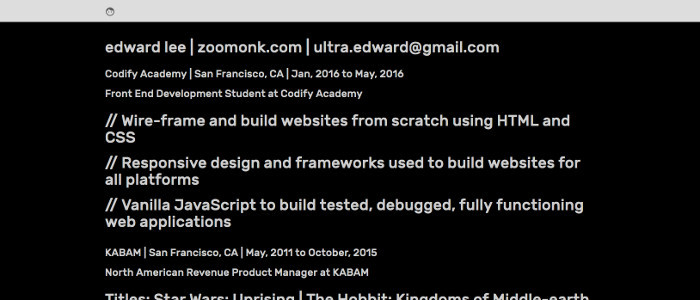 edward lee | zoomonk.com | ultra.edward@gmail.com
Codify Academy | San Francisco, CA | Jan, 2016 to May, 2016
Front End Development Student at Codify Academy
// Wire-frame and build websites from scratch using HTML and
CSS
// Responsive design and frameworks used to build websites for
all platforms
// Vanilla JavaScript to build tested, debugged, fully functioning
web applications
KABAM | San Francisco, CA | May, 2011 to October, 2015
North American Revenue Product Manager at KABAM
Titles: Star Wars: Uprising | The Hobbit: Kingdoms of Middle-earth